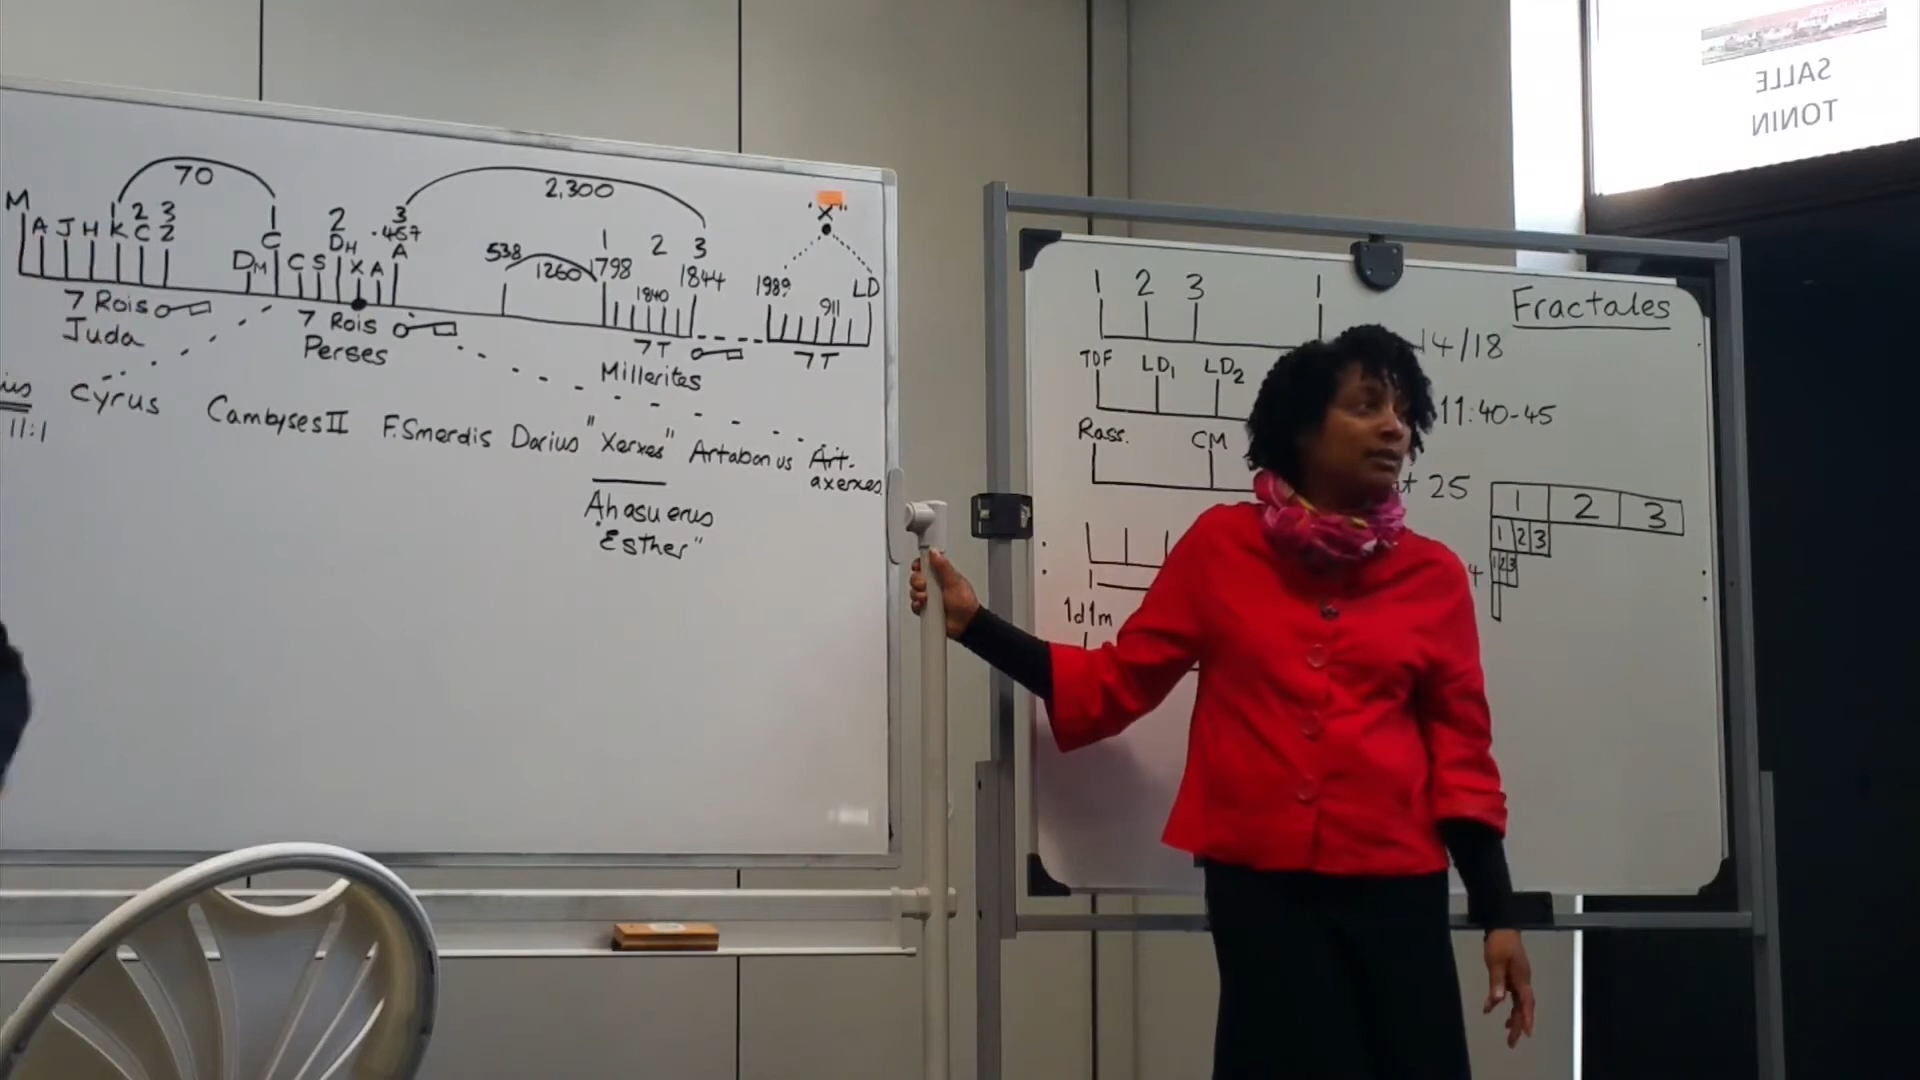 70
2,300
"X"
M A J H K 2 C 3 Z
1 C 2 DH 3 .457 A
538 1260 1 1798 2 3 1844
1989 911 LD
DM C S X A
1840
7 Rois
Juda
7 Rois
Perses
7T
Millerites
7T
11:1
Cyrus Cambyses II F.Smerdis Darius "Xerxes" Artabanus Art-
axerxes
Ahasuerus
"Esther"
Fractales
1 2 3 1
14/18
TDF LD1 LD2
11:40-45
Rass. CM
25
1 2 3
1 2 3
1 2 3
1
1d1m
SALLE
TONIN